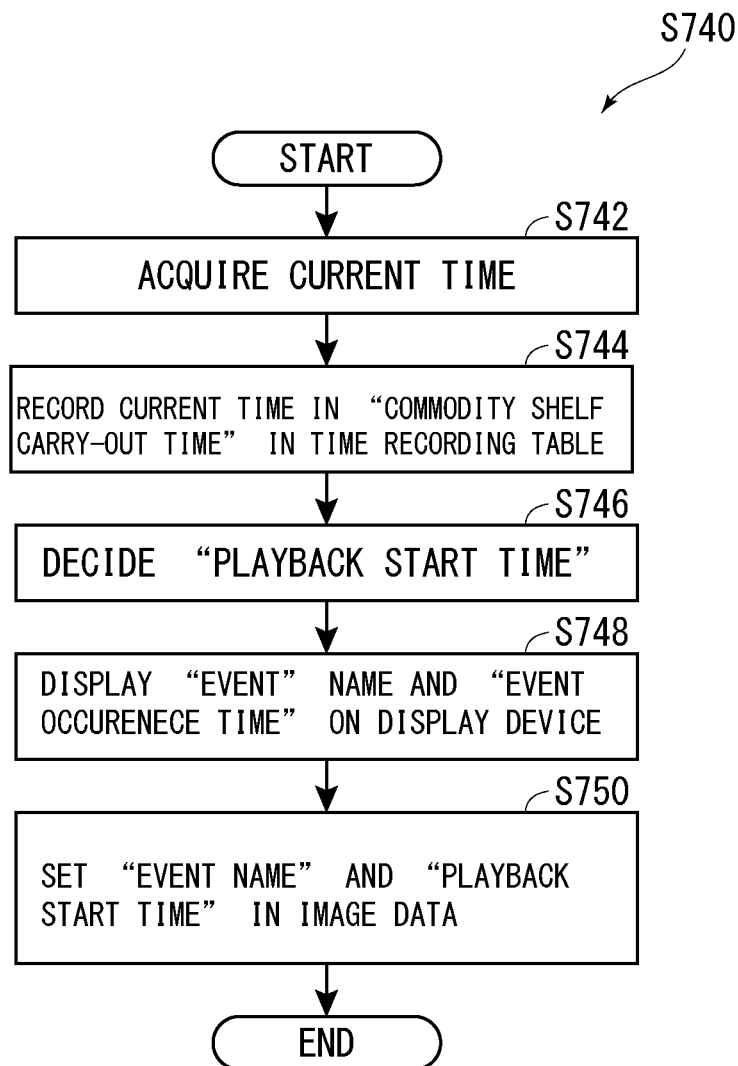 S740
START
S742
ACQUIRE CURRENT TIME
S744
RECORD CURRENT TIME IN “COMMODITY SHELF
CARRY-OUT TIME” IN TIME RECORDING TABLE
S746
DECIDE “PLAYBACK START TIME”
S748
DISPLAY “EVENT” NAME AND “EVENT
OCCURENECE TIME” ON DISPLAY DEVICE
S750
SET “EVENT NAME” AND “PLAYBACK
START TIME” IN IMAGE DATA
END